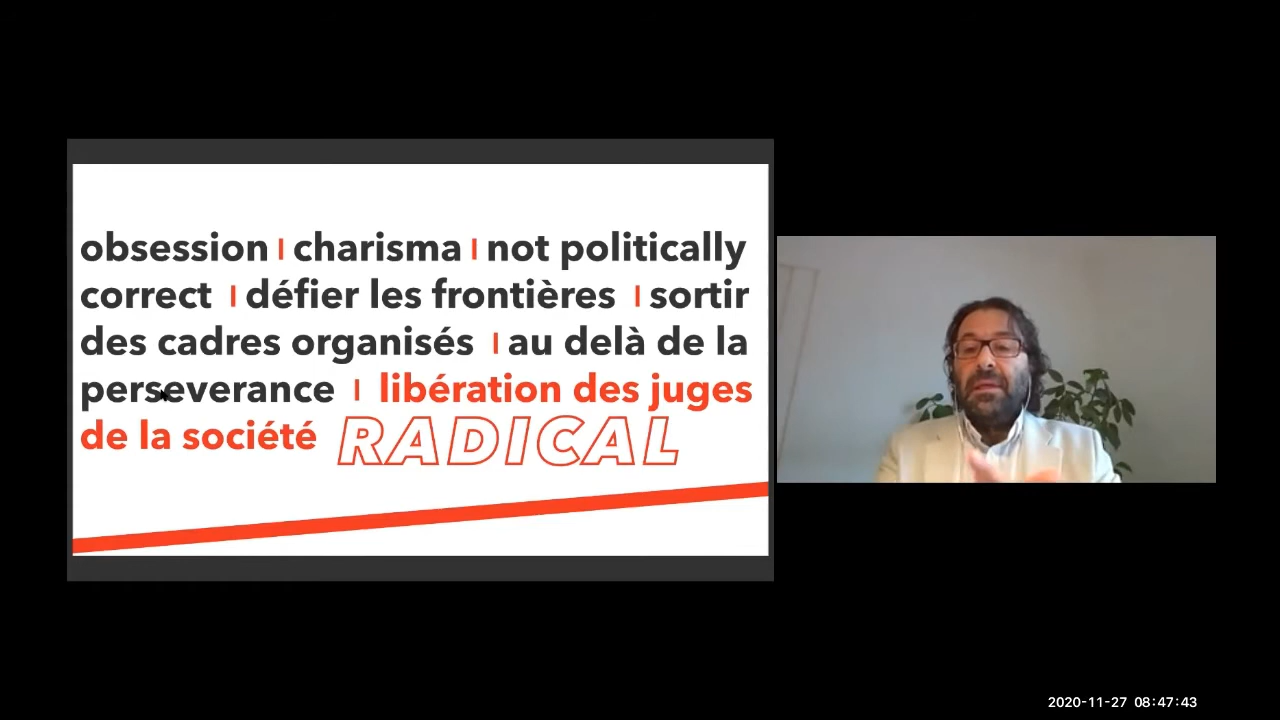 obsession | charisma | not politically
correct | défier les frontières | sortir
des cadres organisés | au delà de la
perseverance | libération des juges
de la société RADICAL
2020-11-27 08:47:43